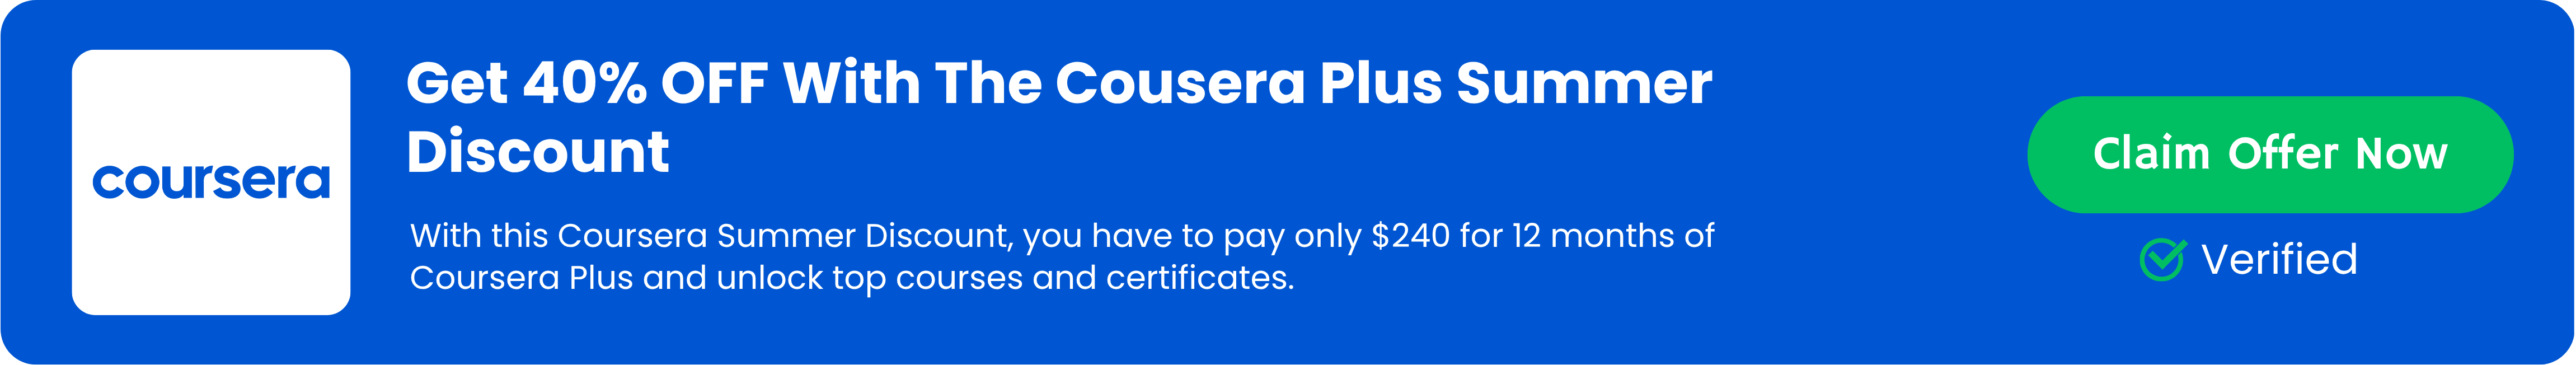 coursera
Get 40% OFF With The Cousera Plus Summer
Discount
With this Coursera Summer Discount, you have to pay only $240 for 12 months of
Coursera Plus and unlock top courses and certificates.
Claim Offer Now
Verified